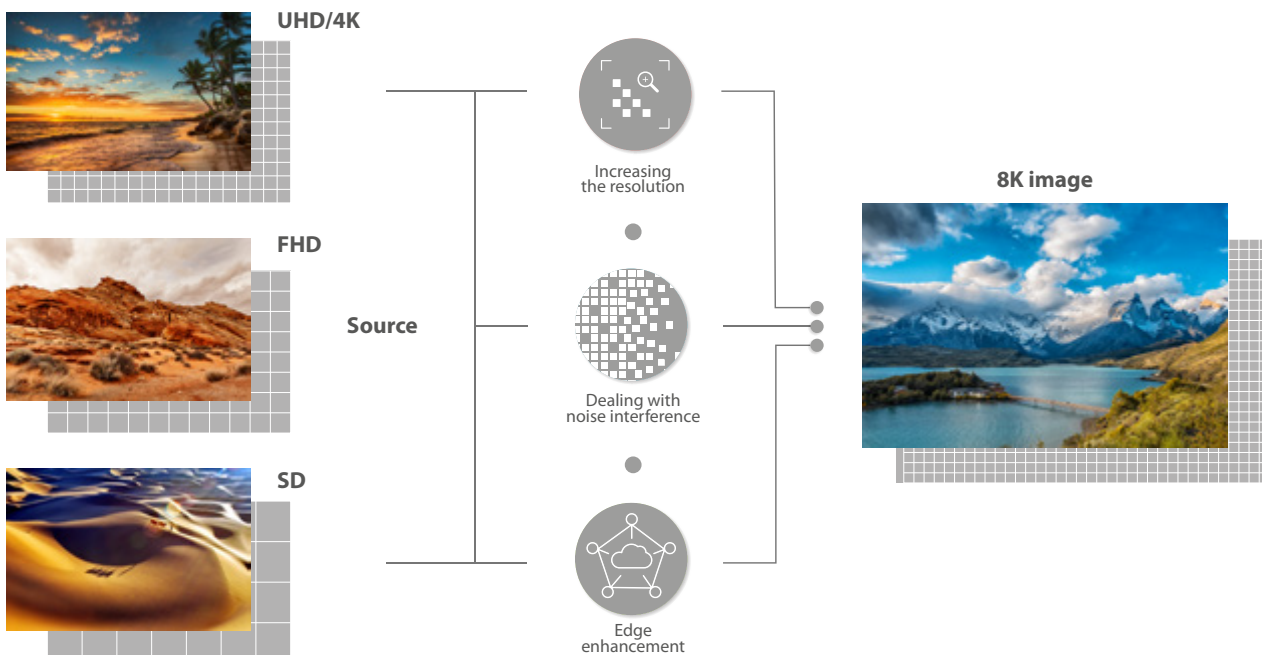 UHD/4K
FHD
SD
Source
Increasing
the resolution
Dealing with
noise interference
Edge
enhancement
8K image